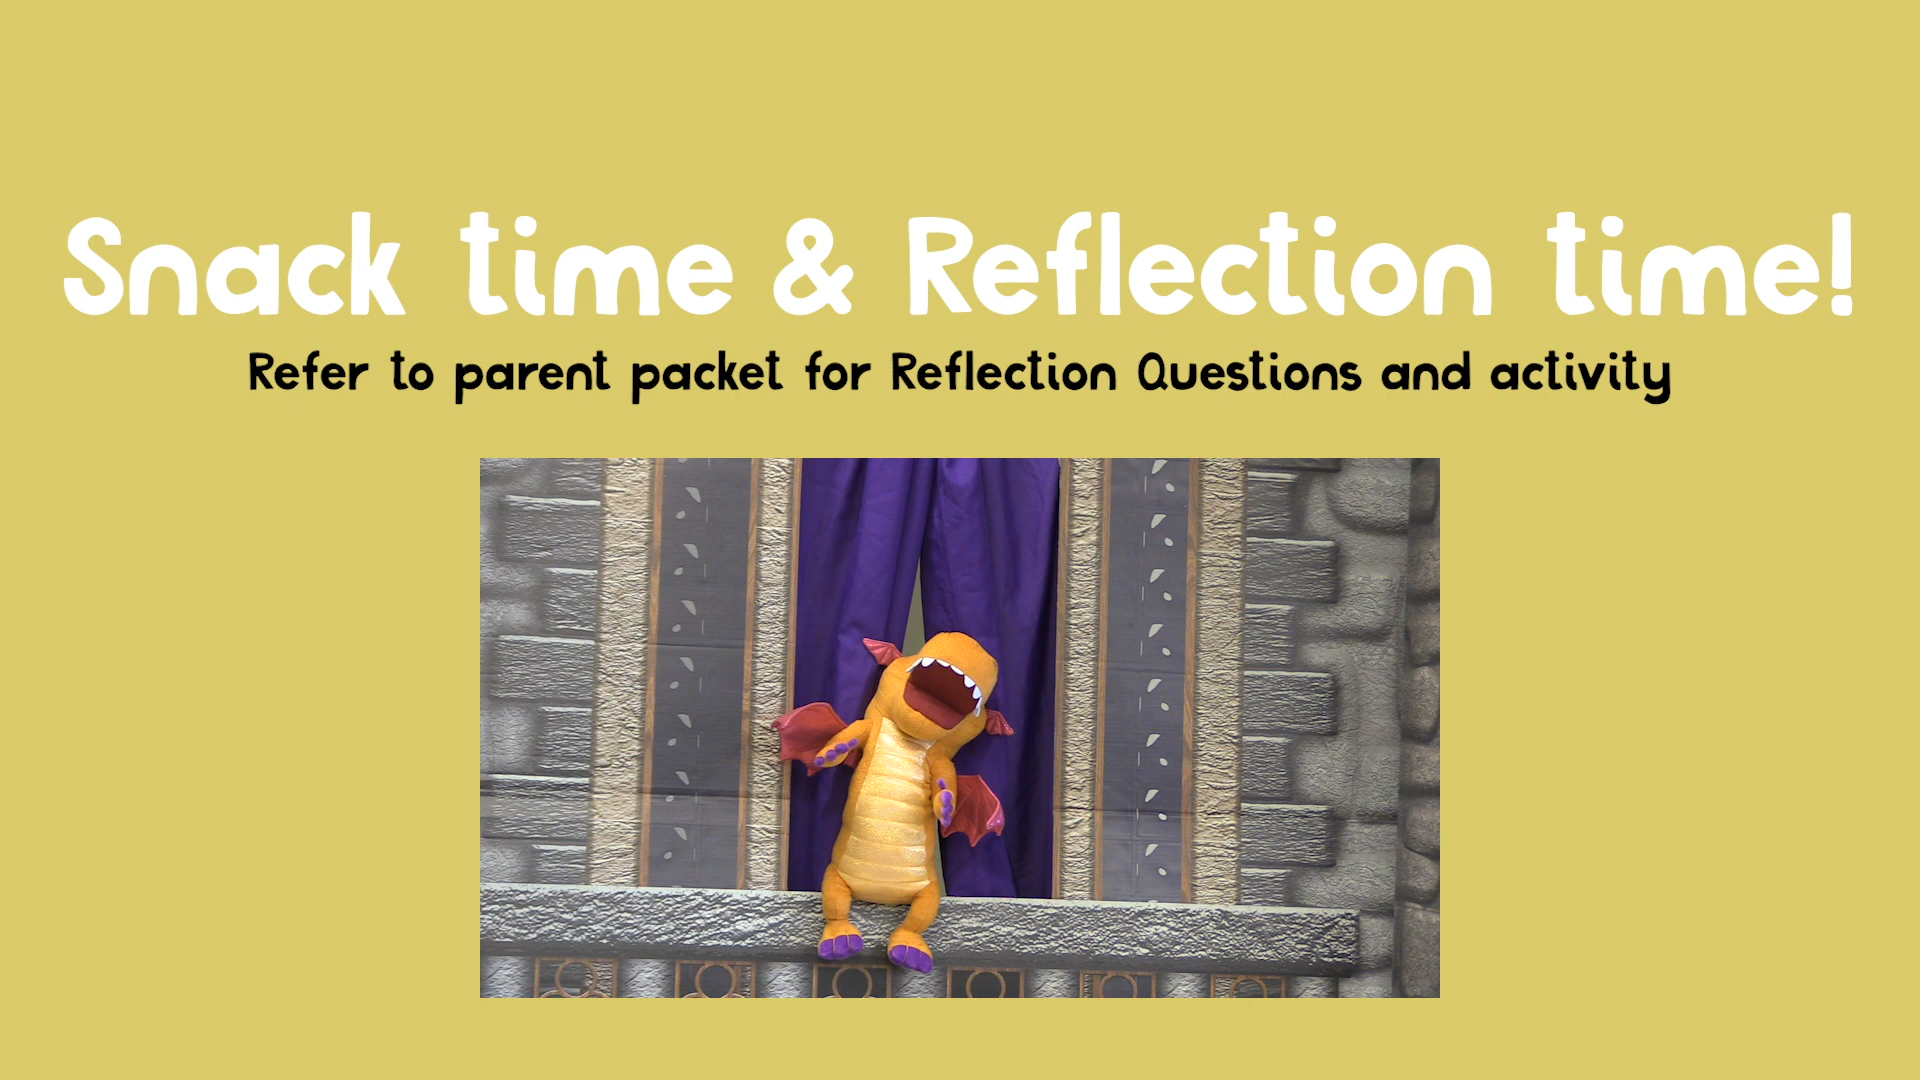 Snack time & Reflection time!
Refer to parent packet for Reflection Questions and activity